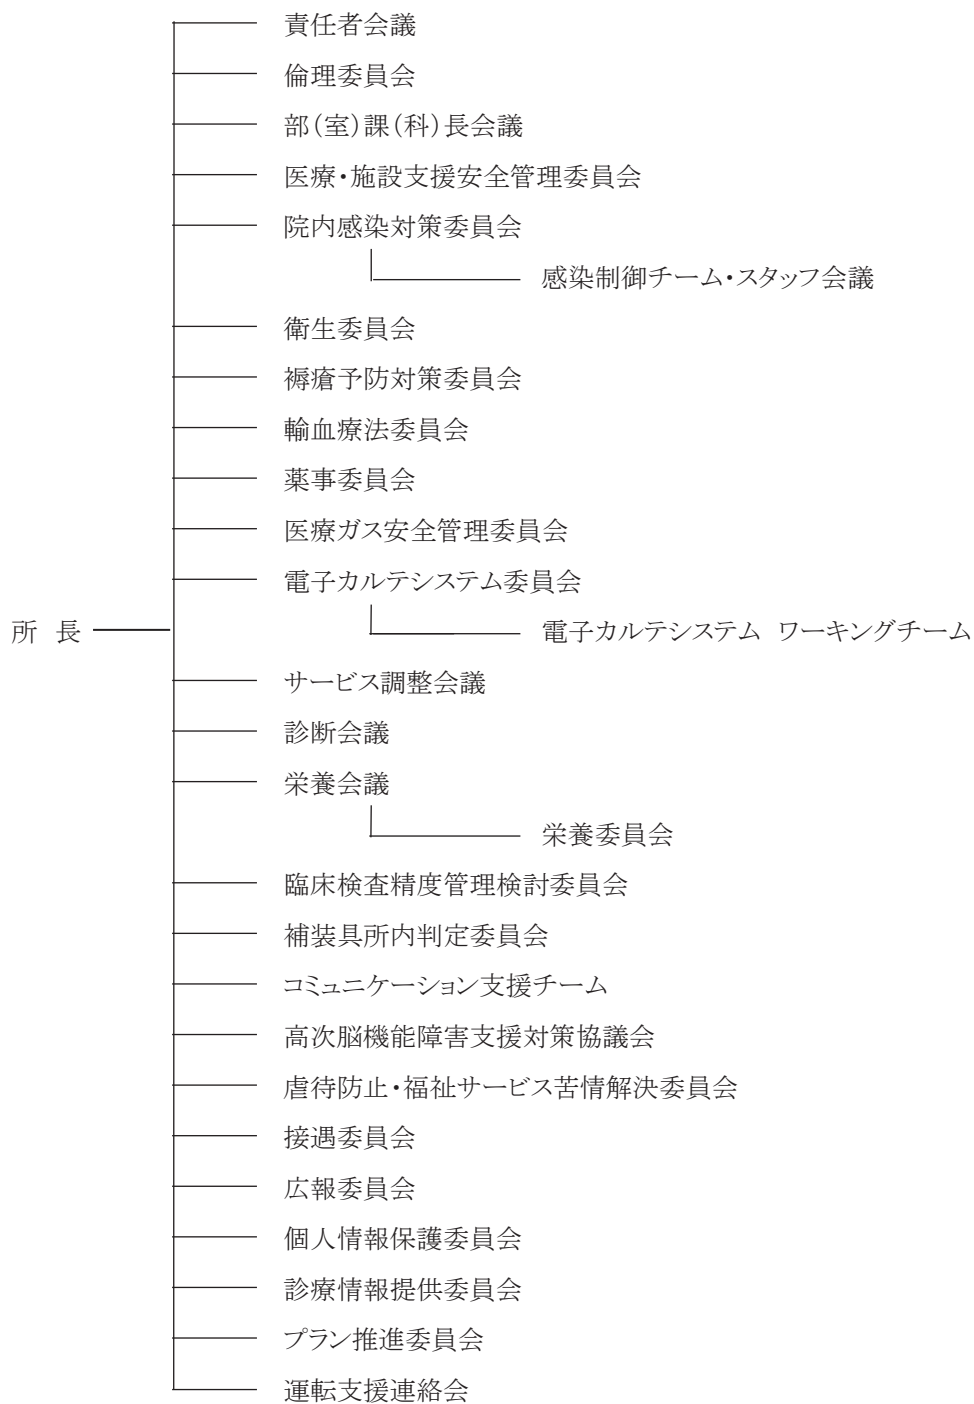 責任者会議
倫理委員会
部(室)課(科)長会議
医療・施設支援安全管理委員会
院内感染対策委員会
感染制御チーム・スタッフ会議
衛生委員会
褥瘡予防対策委員会
輸血療法委員会
薬事委員会
医療ガス安全管理委員会
電子カルテシステム委員会
所 長
電子カルテシステム ワーキングチーム
サービス調整会議
診断会議
栄養会議
栄養委員会
臨床検査精度管理検討委員会
補装具所内判定委員会
コミュニケーション支援チーム
高次脳機能障害支援対策協議会
虐待防止・福祉サービス苦情解決委員会
接遇委員会
広報委員会
個人情報保護委員会
診療情報提供委員会
プラン推進委員会
運転支援連絡会